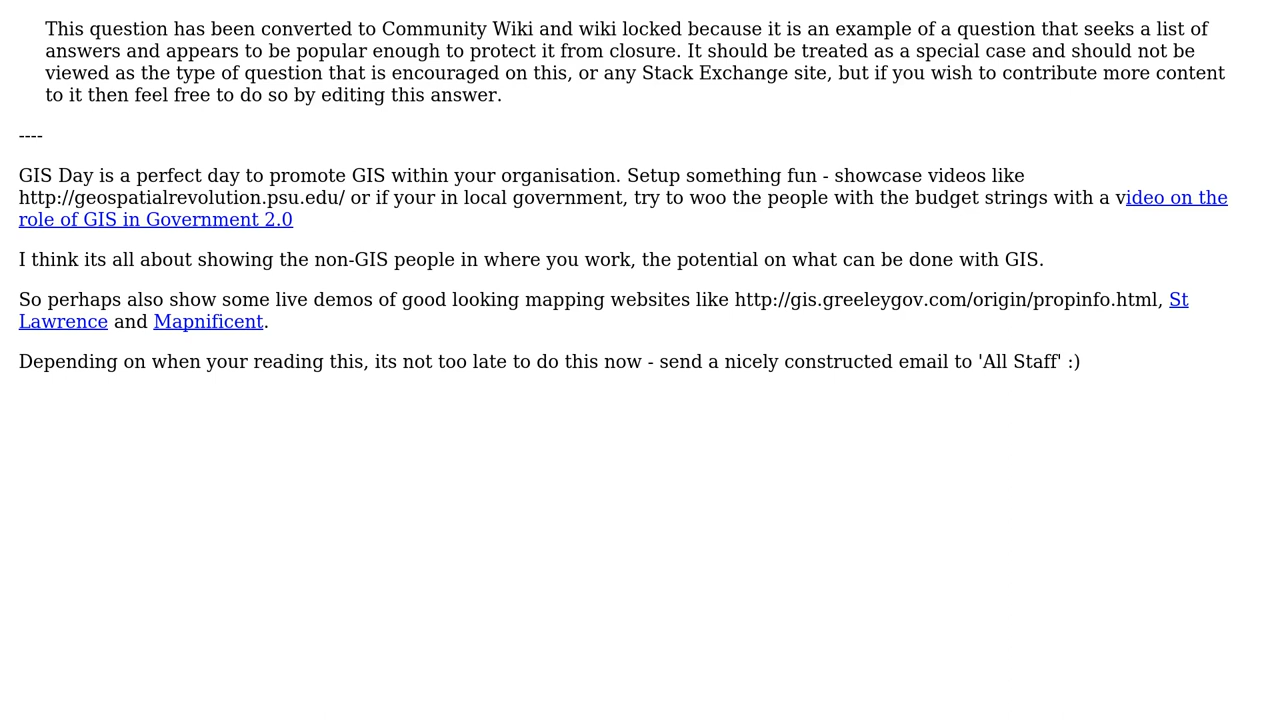 This question has been converted to Community Wiki and wiki locked because it is an example of a question that seeks a list of
answers and appears to be popular enough to protect it from closure. It should be treated as a special case and should not be
viewed as the type of question that is encouraged on this, or any Stack Exchange site, but if you wish to contribute more content
to it then feel free to do so by editing this answer.
----
GIS Day is a perfect day to promote GIS within your organisation. Setup something fun - showcase videos like
http://geospatialrevolution.psu.edu/ or if your in local government, try to woo the people with the budget strings with a video on the
role of GIS in Government 2.0
I think its all about showing the non-GIS people in where you work, the potential on what can be done with GIS.
So perhaps also show some live demos of good looking mapping websites like http://gis.greeleygov.com/origin/propinfo.html, St
Lawrence and Mapnificent.
Depending on when your reading this, its not too late to do this now - send a nicely constructed email to 'All Staff' :)